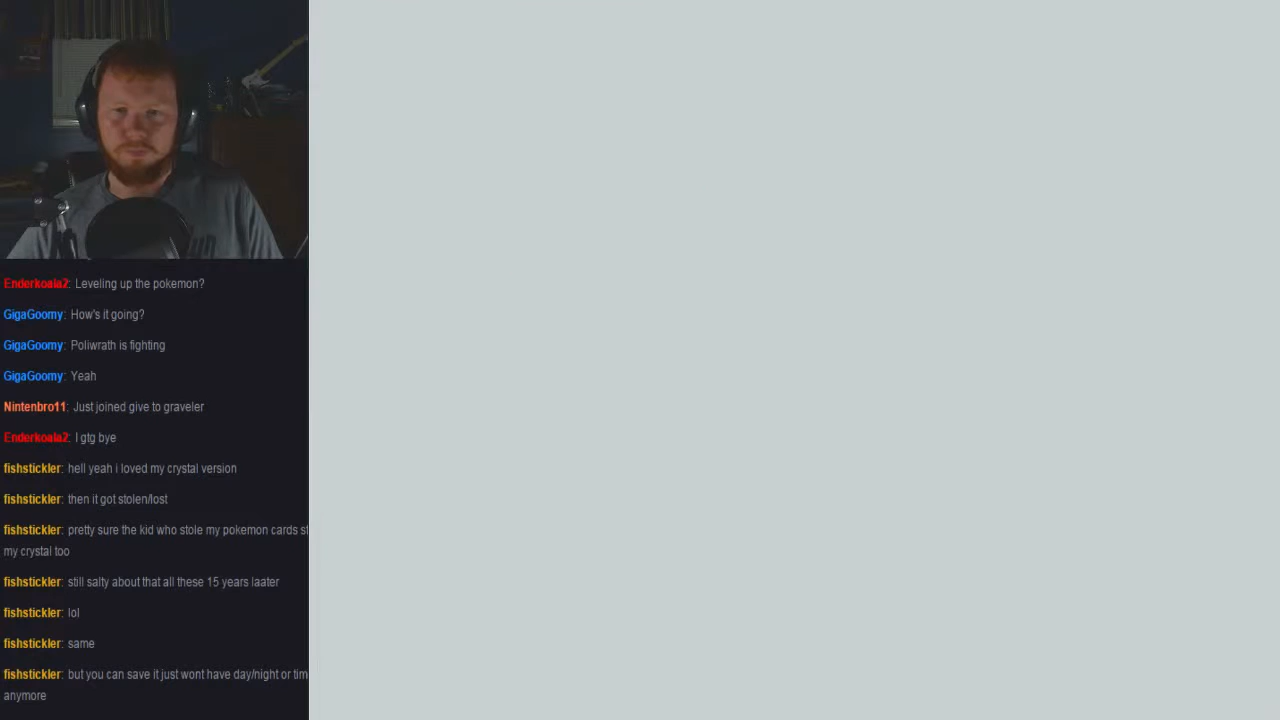 Enderkoala2: Leveling up the pokemon?
GigaGoomy: How's it going?
GigaGoomy: Poliwrath is fighting
GigaGoomy: Yeah
Nintenbro11: Just joined give to graveler
Enderkoala2: I gtg bye
fishstickler: hell yeah i loved my crystal version
fishstickler: then it got stolen/lost
fishstickler: pretty sure the kid who stole my pokemon cards st
my crystal too
fishstickler: still salty about that all these 15 years laater
fishstickler: lol
fishstickler: same
fishstickler: but you can save it just wont have day/night or tim
anymore